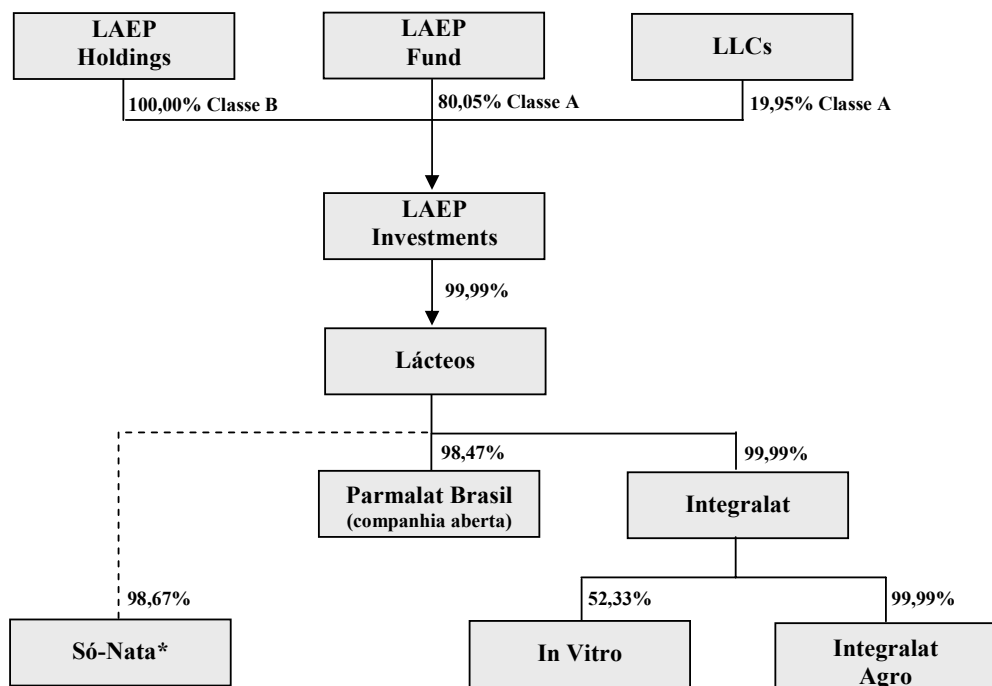 LAEP
Holdings
LAEP
Fund
LLCs
100,00% Classe B
80,05% Classe A
19,95% Classe A
LAEP
Investments
99,99%
Lácteos
98,47%
99,99%
Parmalat Brasil
(companhia aberta)
Integralat
98,67%
52,33%
99,99%
Só-Nata*
In Vitro
Integralat
Agro